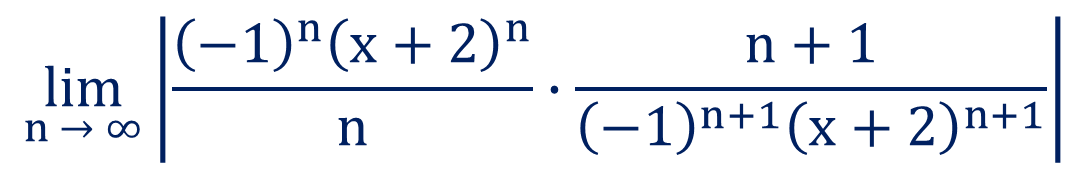 lim n → ∞ | (−1)ⁿ(x + 2)ⁿ / n · n + 1 / (−1)ⁿ⁺¹(x + 2)ⁿ⁺¹ |